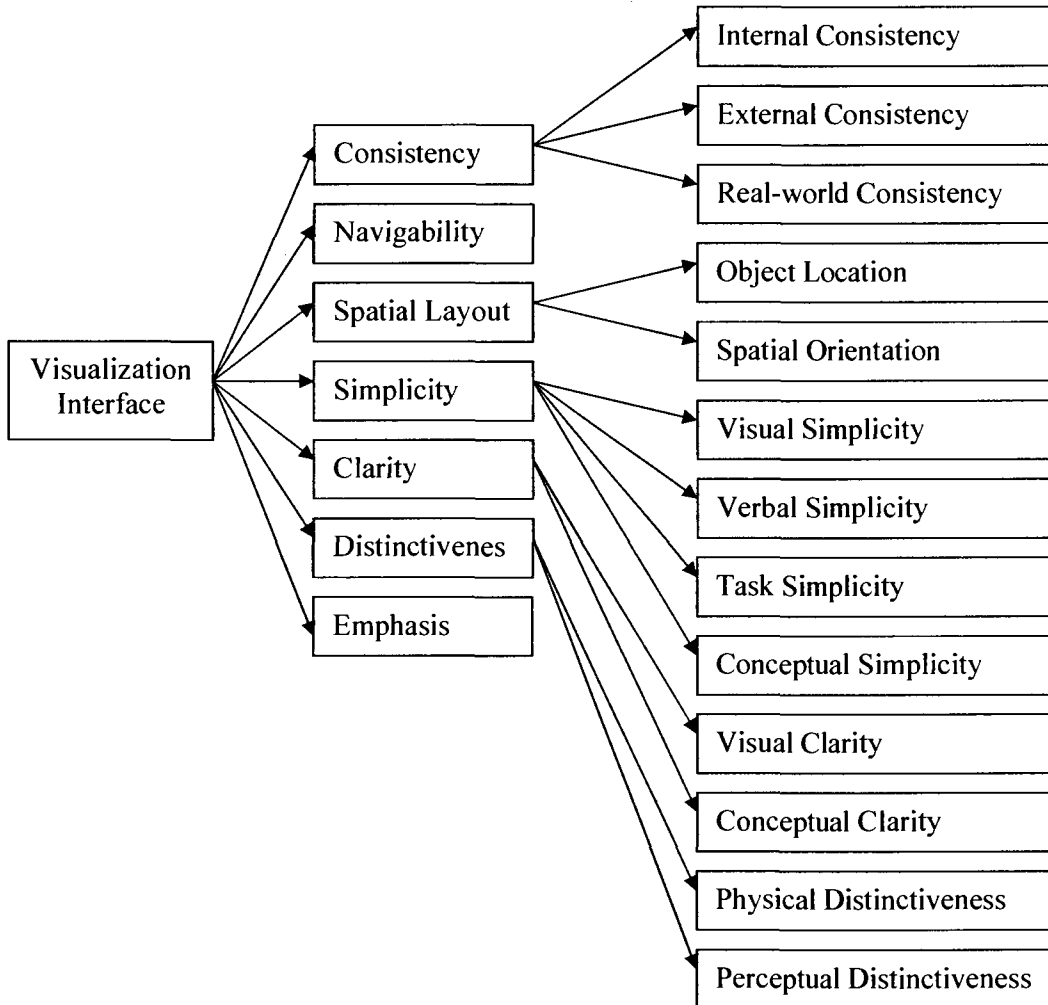 Visualization
Interface
Consistency
Navigability
Spatial Layout
Simplicity
Clarity
Distinctivenes
Emphasis
Internal Consistency
External Consistency
Real-world Consistency
Object Location
Spatial Orientation
Visual Simplicity
Verbal Simplicity
Task Simplicity
Conceptual Simplicity
Visual Clarity
Conceptual Clarity
Physical Distinctiveness
Perceptual Distinctiveness